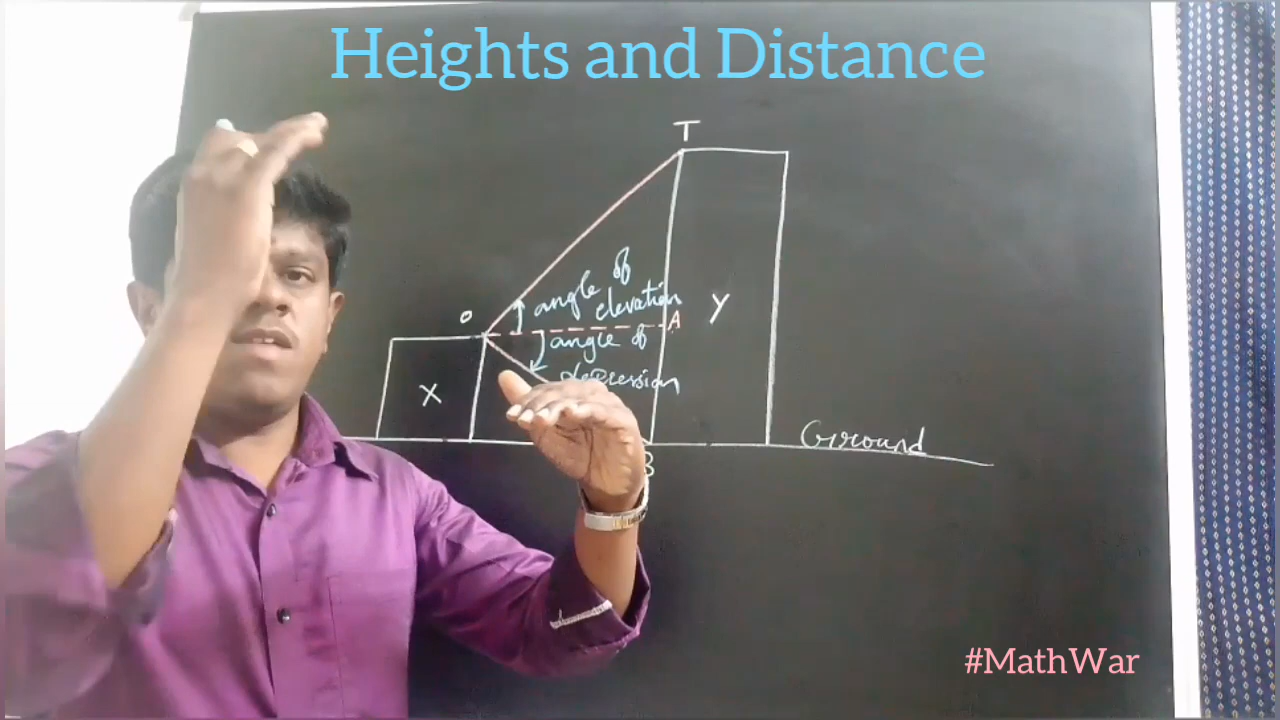 Heights and Distance
T
angle of
elevation
O
A
Y
angle of
depression
X
Ground
B
#MathWar